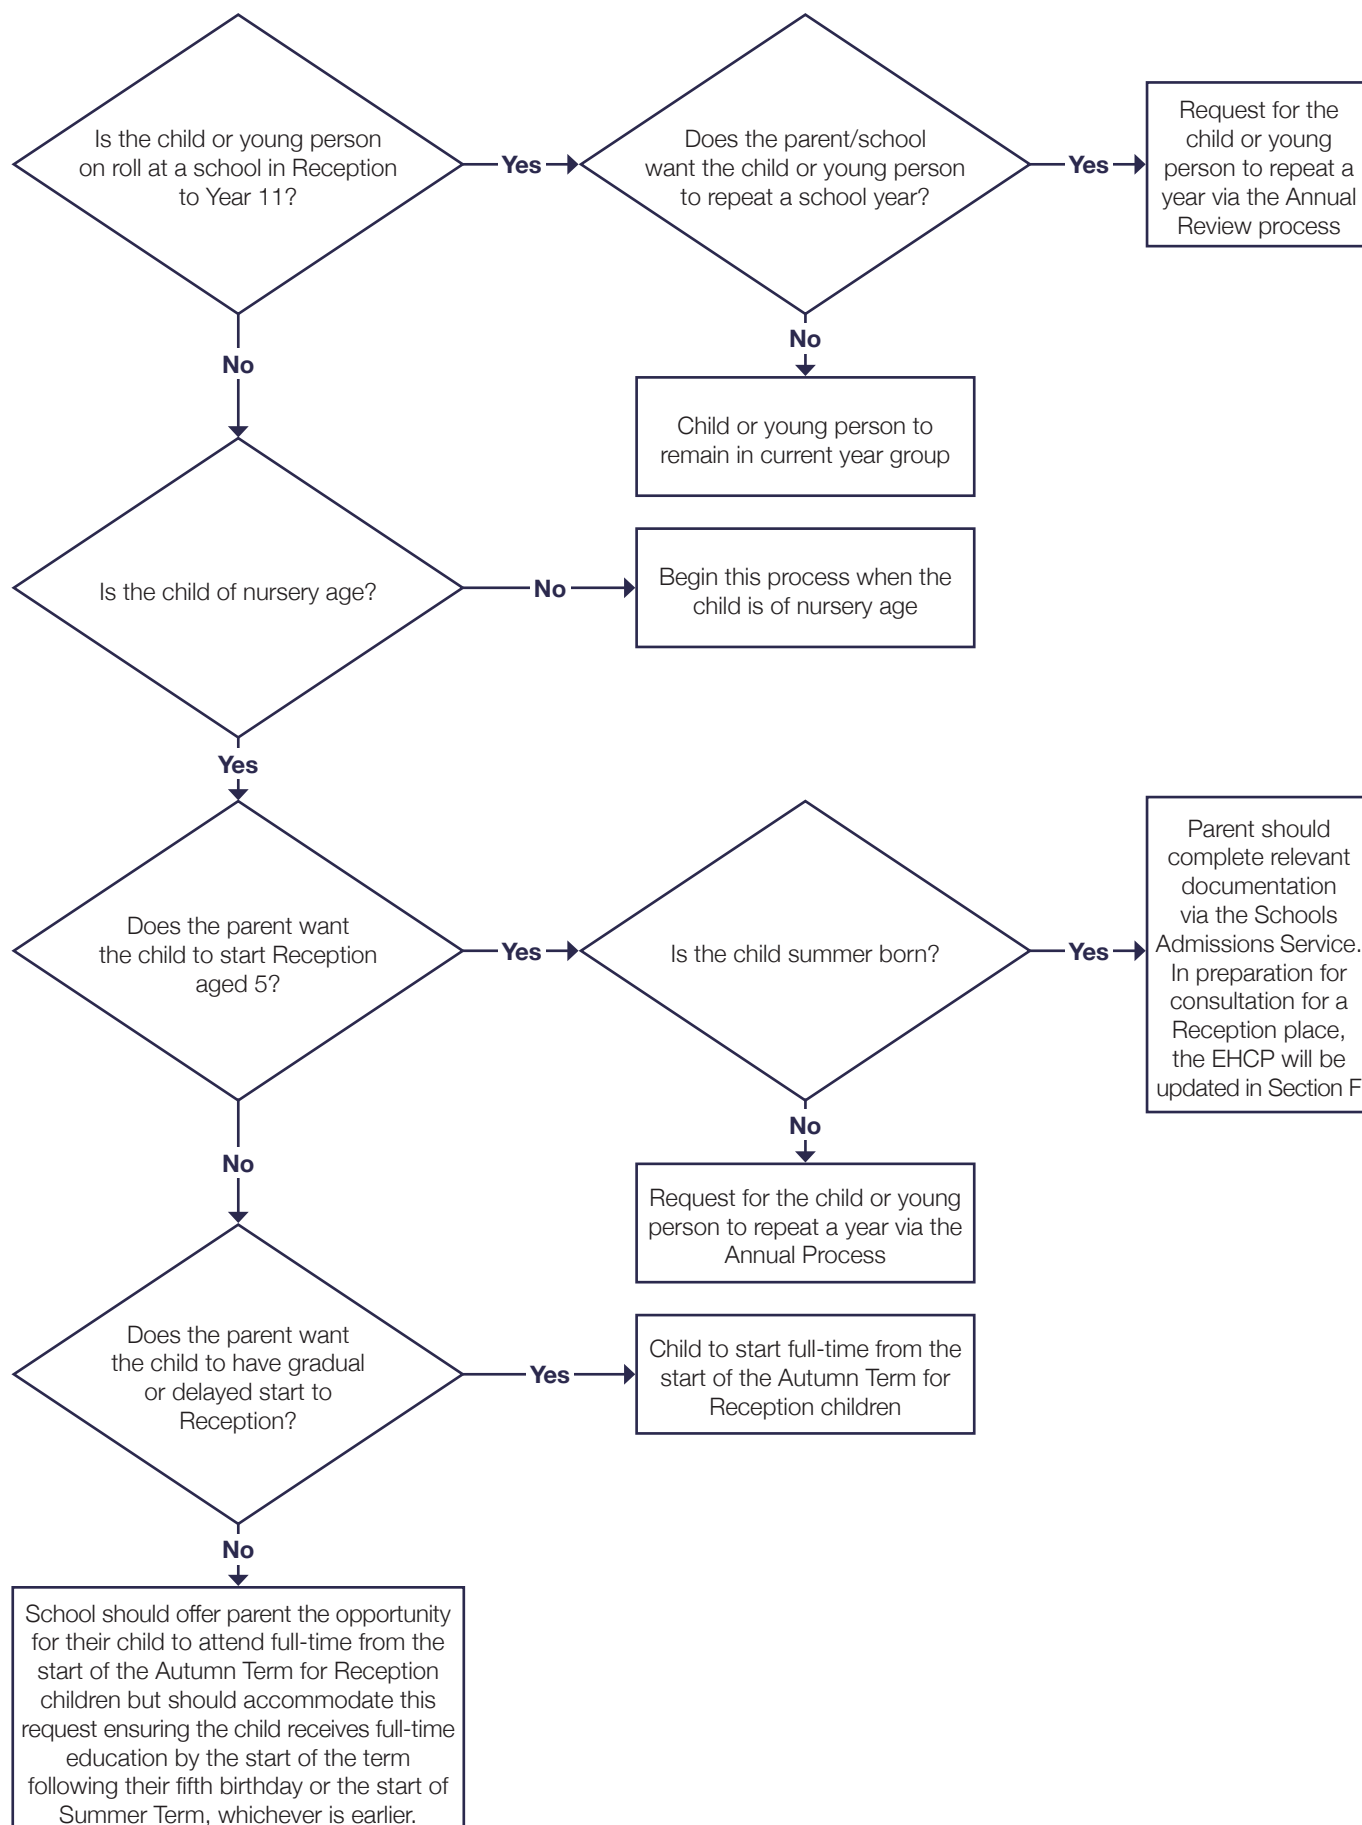 Is the child or young person
on roll at a school in Reception
to Year 11?
Yes
Does the parent/school
want the child or young person
to repeat a school year?
Yes
Request for the
child or young
person to repeat a
year via the Annual
Review process
No
No
Child or young person to
remain in current year group
Is the child of nursery age?
No
Begin this process when the
child is of nursery age
Yes
Does the parent want
the child to start Reception
aged 5?
Yes
Is the child summer born?
Yes
Parent should
complete relevant
documentation
via the Schools
Admissions Service.
In preparation for
consultation for a
Reception place,
the EHCP will be
updated in Section F
No
No
Request for the child or young
person to repeat a year via the
Annual Process
Does the parent want
the child to have gradual
or delayed start to
Reception?
Yes
Child to start full-time from the
start of the Autumn Term for
Reception children
No
School should offer parent the opportunity
for their child to attend full-time from the
start of the Autumn Term for Reception
children but should accommodate this
request ensuring the child receives full-time
education by the start of the term
following their fifth birthday or the start of
Summer Term, whichever is earlier.